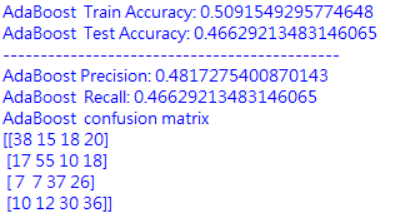 AdaBoost  Train Accuracy: 0.5091549295774648
AdaBoost  Test Accuracy: 0.46629213483146065
---------------------------------------------
AdaBoost Precision: 0.4817275400870143
AdaBoost  Recall: 0.46629213483146065
AdaBoost  confusion matrix
[[38 15 18 20]
 [17 55 10 18]
 [ 7  7 37 26]
 [10 12 30 36]]